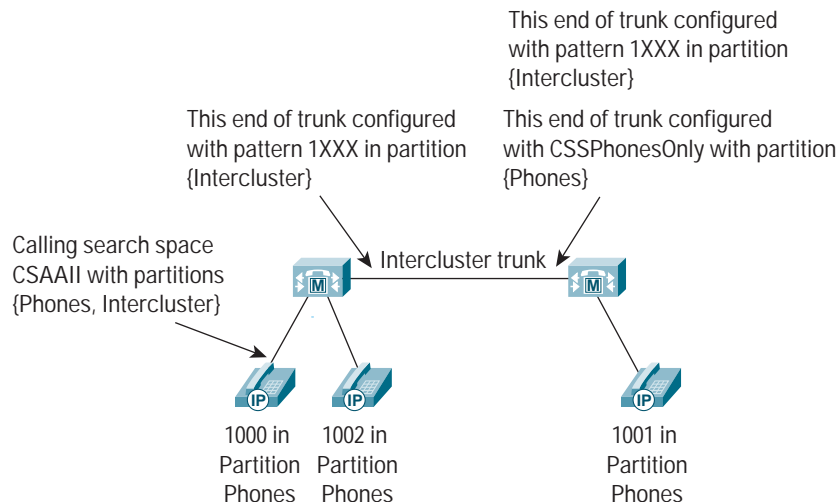 This end of trunk configured
with pattern 1XXX in partition
{Intercluster}
This end of trunk configured
with pattern 1XXX in partition
{Intercluster}
This end of trunk configured
with CSSPhonesOnly with partition
{Phones}
Calling search space
CSAAII with partitions
{Phones, Intercluster}
Intercluster trunk
M
M
IP
IP
IP
1000 in
Partition
Phones
1002 in
Partition
Phones
1001 in
Partition
Phones